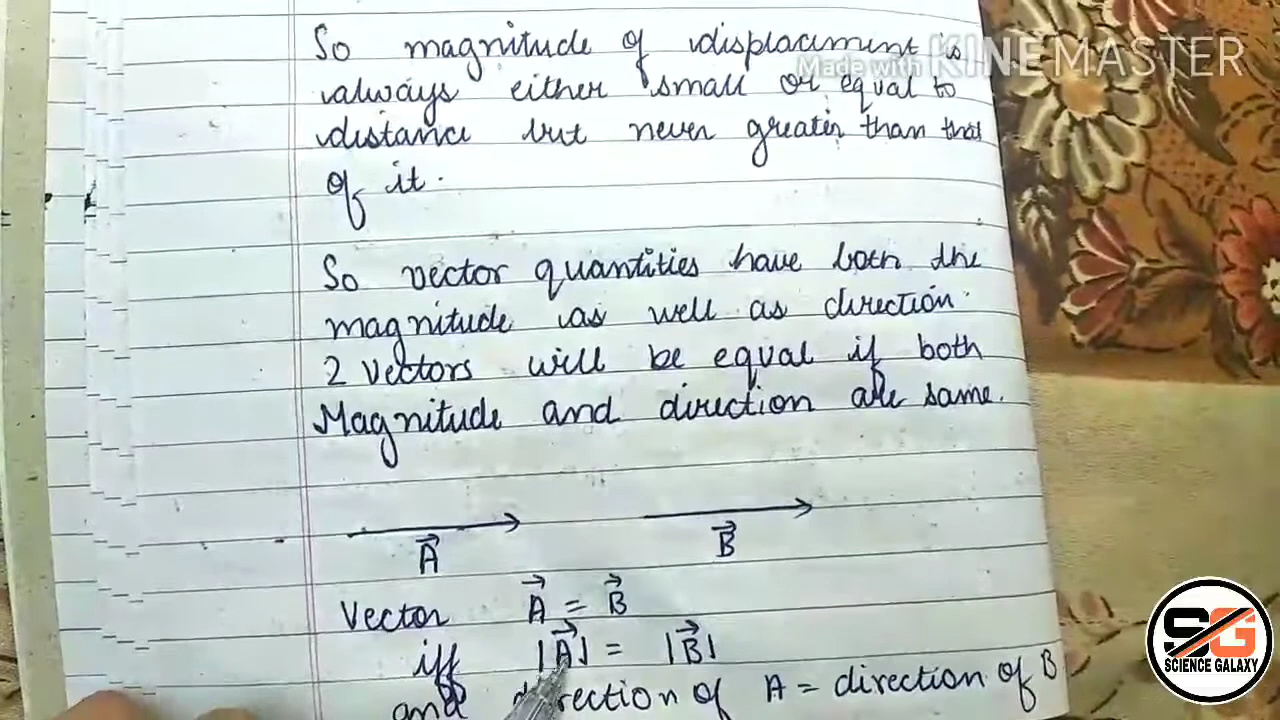 So magnitude of displacement is
always either small or equal to
distance but never greater than that
of it.
So vector quantities have both the
magnitude as well as direction.
2 vectors will be equal if both
Magnitude and direction are same.
A⃗ B⃗
Vector A⃗ = B⃗
iff |A⃗| = |B⃗|
and direction of A = direction of B
Made with KINEMASTER
SG
SCIENCE GALAXY